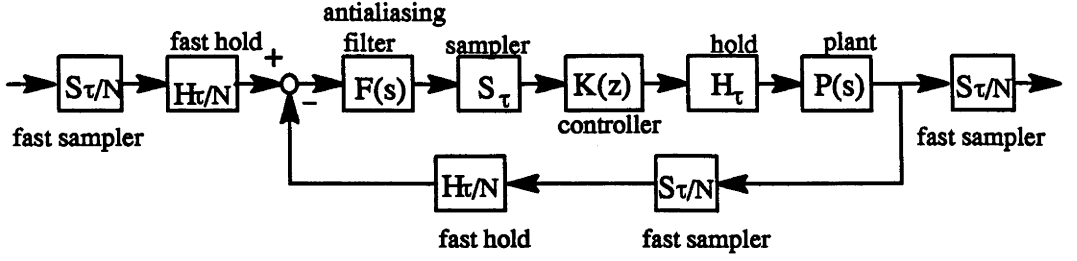 antialiasing
fast hold
filter
sampler
hold
plant
+
Sτ/N
Hτ/N
−
F(s)
Sτ
K(z)
Hτ
P(s)
Sτ/N
fast sampler
controller
fast sampler
Hτ/N
Sτ/N
fast hold
fast sampler